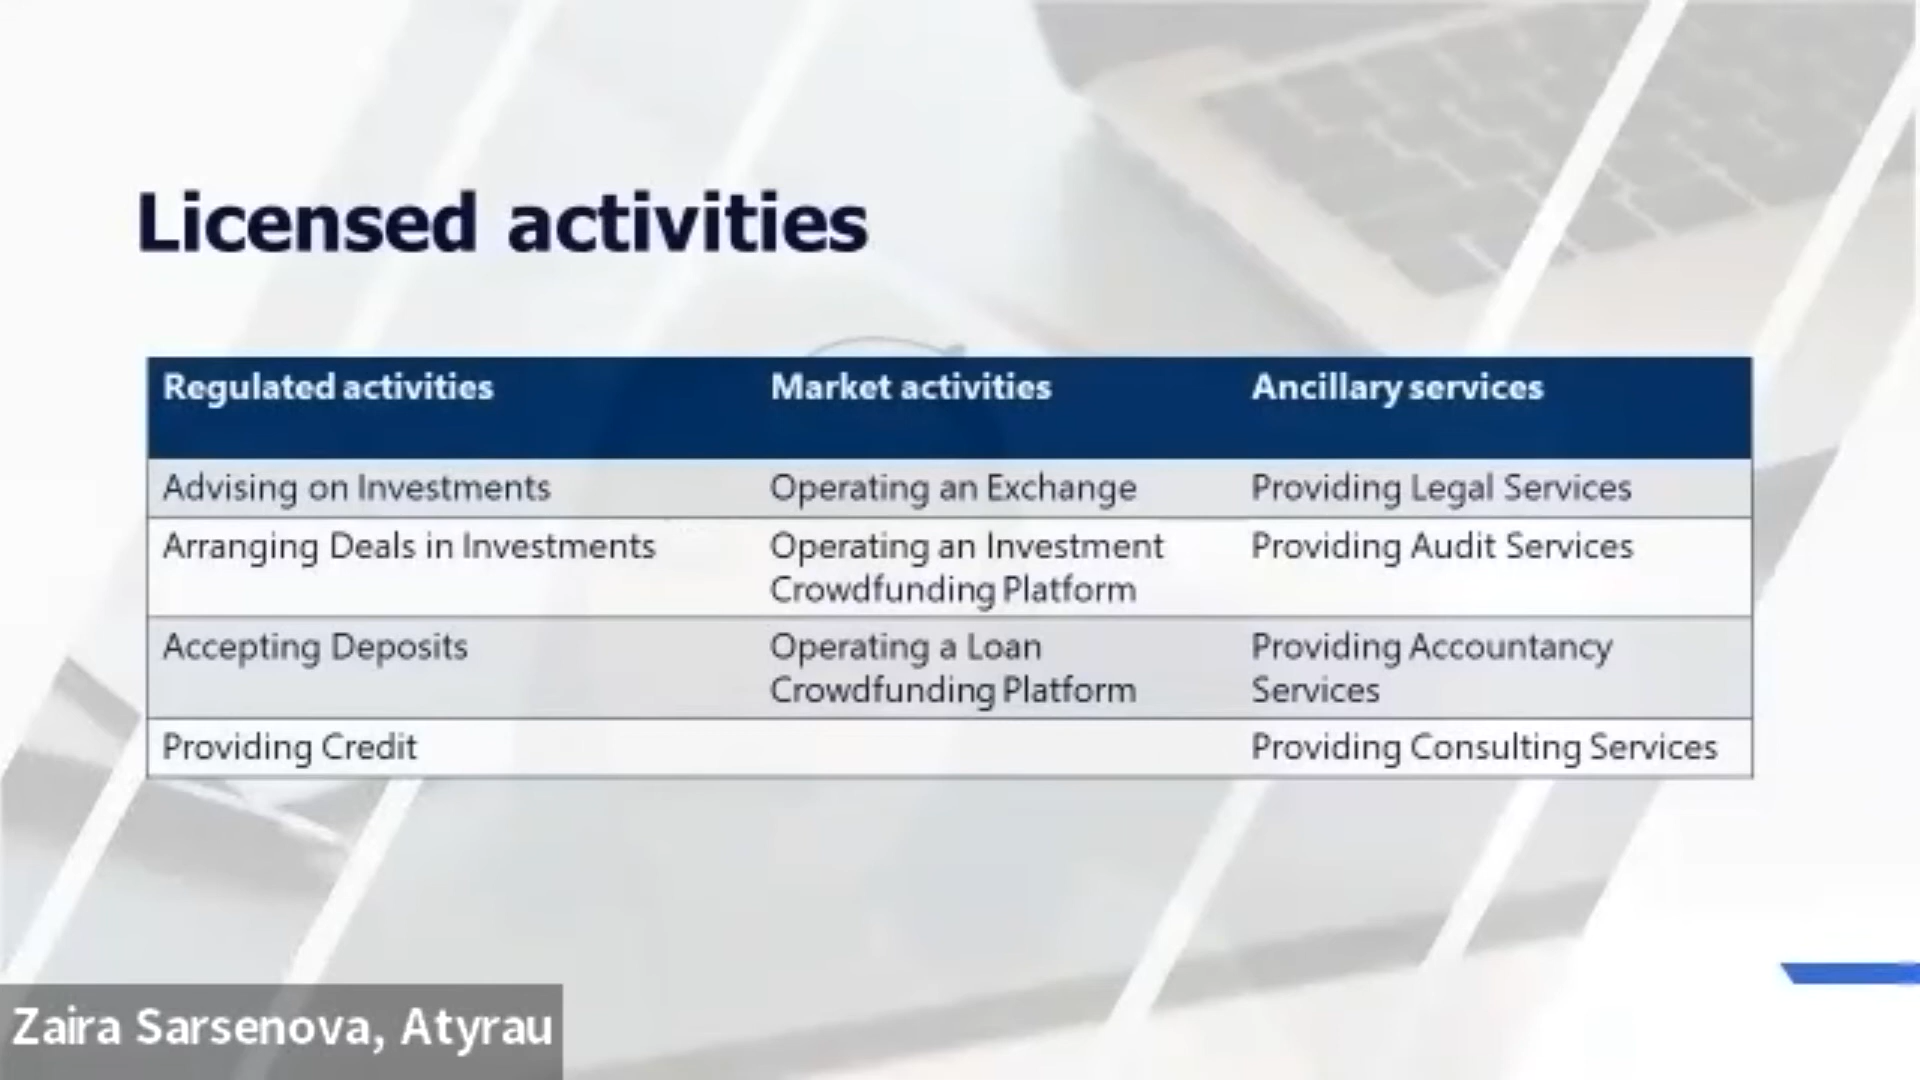 Licensed activities
Regulated activities Market activities Ancillary services
Advising on Investments Operating an Exchange Providing Legal Services
Arranging Deals in Investments Operating an Investment Providing Audit Services
Crowdfunding Platform
Accepting Deposits Operating a Loan Providing Accountancy
Crowdfunding Platform Services
Providing Credit Providing Consulting Services
Zaira Sarsenova, Atyrau